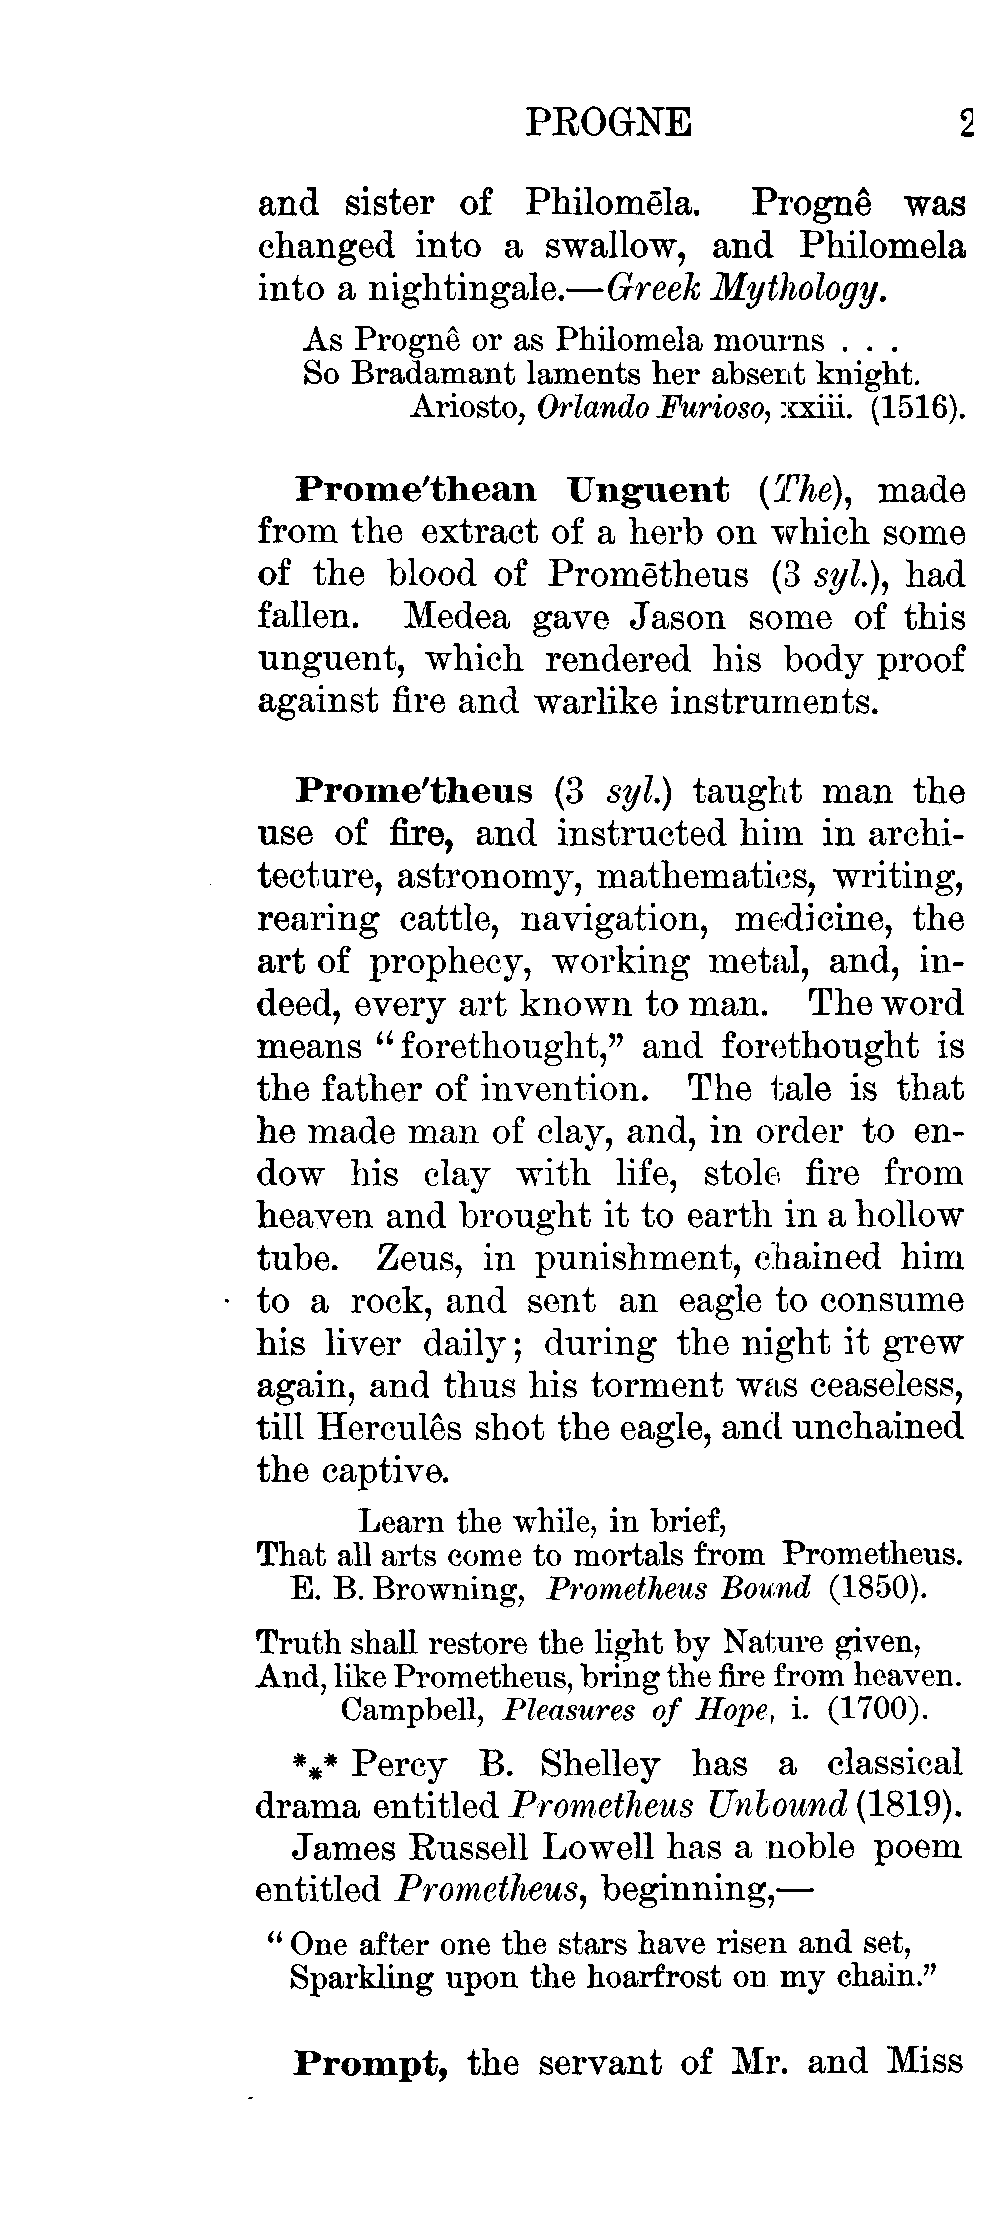 PROGNE 2
and sister of Philomēla. Prognê was
changed into a swallow, and Philomela
into a nightingale.—Greek Mythology.
As Prognê or as Philomela mourns . . .
So Bradamant laments her absent knight.
Ariosto, Orlando Furioso, xxiii. (1516).
Prome'thean Unguent (The), made
from the extract of a herb on which some
of the blood of Promētheus (3 syl.), had
fallen. Medea gave Jason some of this
unguent, which rendered his body proof
against fire and warlike instruments.
Prome'theus (3 syl.) taught man the
use of fire, and instructed him in archi-
tecture, astronomy, mathematics, writing,
rearing cattle, navigation, medicine, the
art of prophecy, working metal, and, in-
deed, every art known to man. The word
means “forethought,” and forethought is
the father of invention. The tale is that
he made man of clay, and, in order to en-
dow his clay with life, stole fire from
heaven and brought it to earth in a hollow
tube. Zeus, in punishment, chained him
to a rock, and sent an eagle to consume
his liver daily; during the night it grew
again, and thus his torment was ceaseless,
till Herculês shot the eagle, and unchained
the captive.
Learn the while, in brief,
That all arts come to mortals from Prometheus.
E. B. Browning, Prometheus Bound (1850).
Truth shall restore the light by Nature given,
And, like Prometheus, bring the fire from heaven.
Campbell, Pleasures of Hope, i. (1700).
*⁎* Percy B. Shelley has a classical
drama entitled Prometheus Unbound (1819).
James Russell Lowell has a noble poem
entitled Prometheus, beginning,—
“One after one the stars have risen and set,
Sparkling upon the hoarfrost on my chain.”
Prompt, the servant of Mr. and Miss